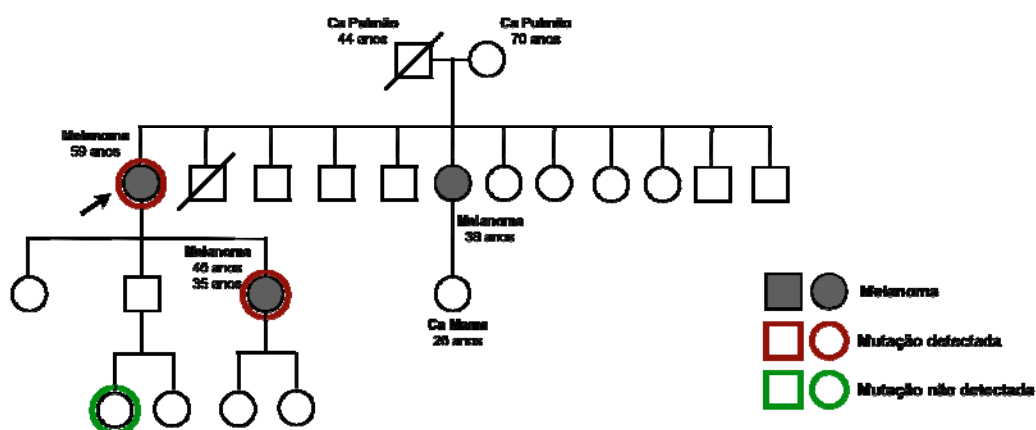 Ca Pulmão
44 anos
Ca Pulmão
70 anos
Melanoma
59 anos
Melanoma
38 anos
Melanoma
46 anos
35 anos
Ca Mama
26 anos
Melanoma
Mutação detectada
Mutação não detectada